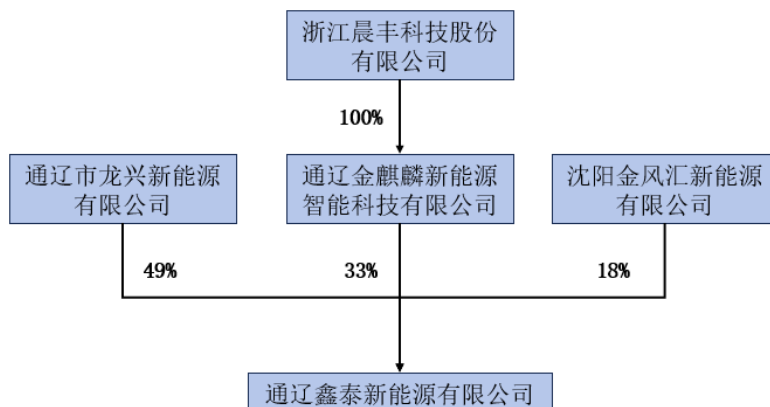 浙江晨丰科技股份
有限公司
100%
通辽市龙兴新能源
有限公司
通辽金麒麟新能源
智能科技有限公司
沈阳金风汇新能源
有限公司
49%
33%
18%
通辽鑫泰新能源有限公司